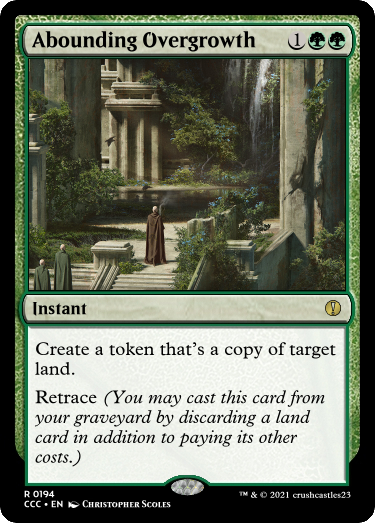 Abounding Overgrowth 1
Instant
Create a token that's a copy of target
land.
Retrace (You may cast this card from
your graveyard by discarding a land
card in addition to paying its other
costs.)
R 0194
CCC • EN Christopher Scoles
™ & © 2021 crushcastles23